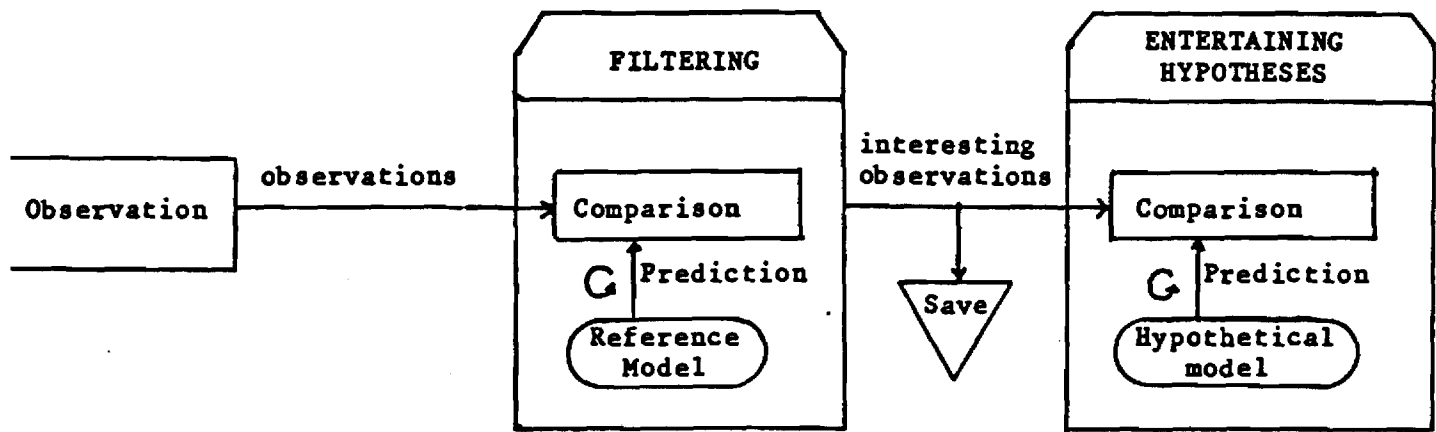 FILTERING
ENTERTAINING
HYPOTHESES
Observation
observations
Comparison
Prediction
Reference
Model
interesting
observations
Save
Comparison
Prediction
Hypothetical
model